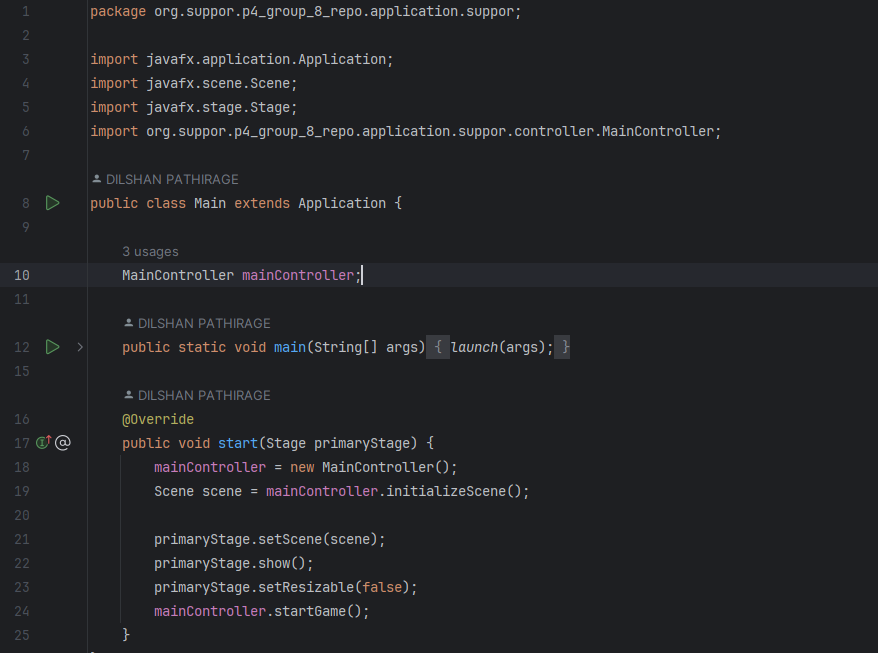 1 package org.suppor.p4_group_8_repo.application.suppor;
2
3 import javafx.application.Application;
4 import javafx.scene.Scene;
5 import javafx.stage.Stage;
6 import org.suppor.p4_group_8_repo.application.suppor.controller.MainController;
7
DILSHAN PATHIRAGE
8 public class Main extends Application {
9
3 usages
10 MainController mainController;
11
DILSHAN PATHIRAGE
12 public static void main(String[] args) { launch(args); }
15
DILSHAN PATHIRAGE
16 @Override
17 public void start(Stage primaryStage) {
18 mainController = new MainController();
19 Scene scene = mainController.initializeScene();
20
21 primaryStage.setScene(scene);
22 primaryStage.show();
23 primaryStage.setResizable(false);
24 mainController.startGame();
25 }